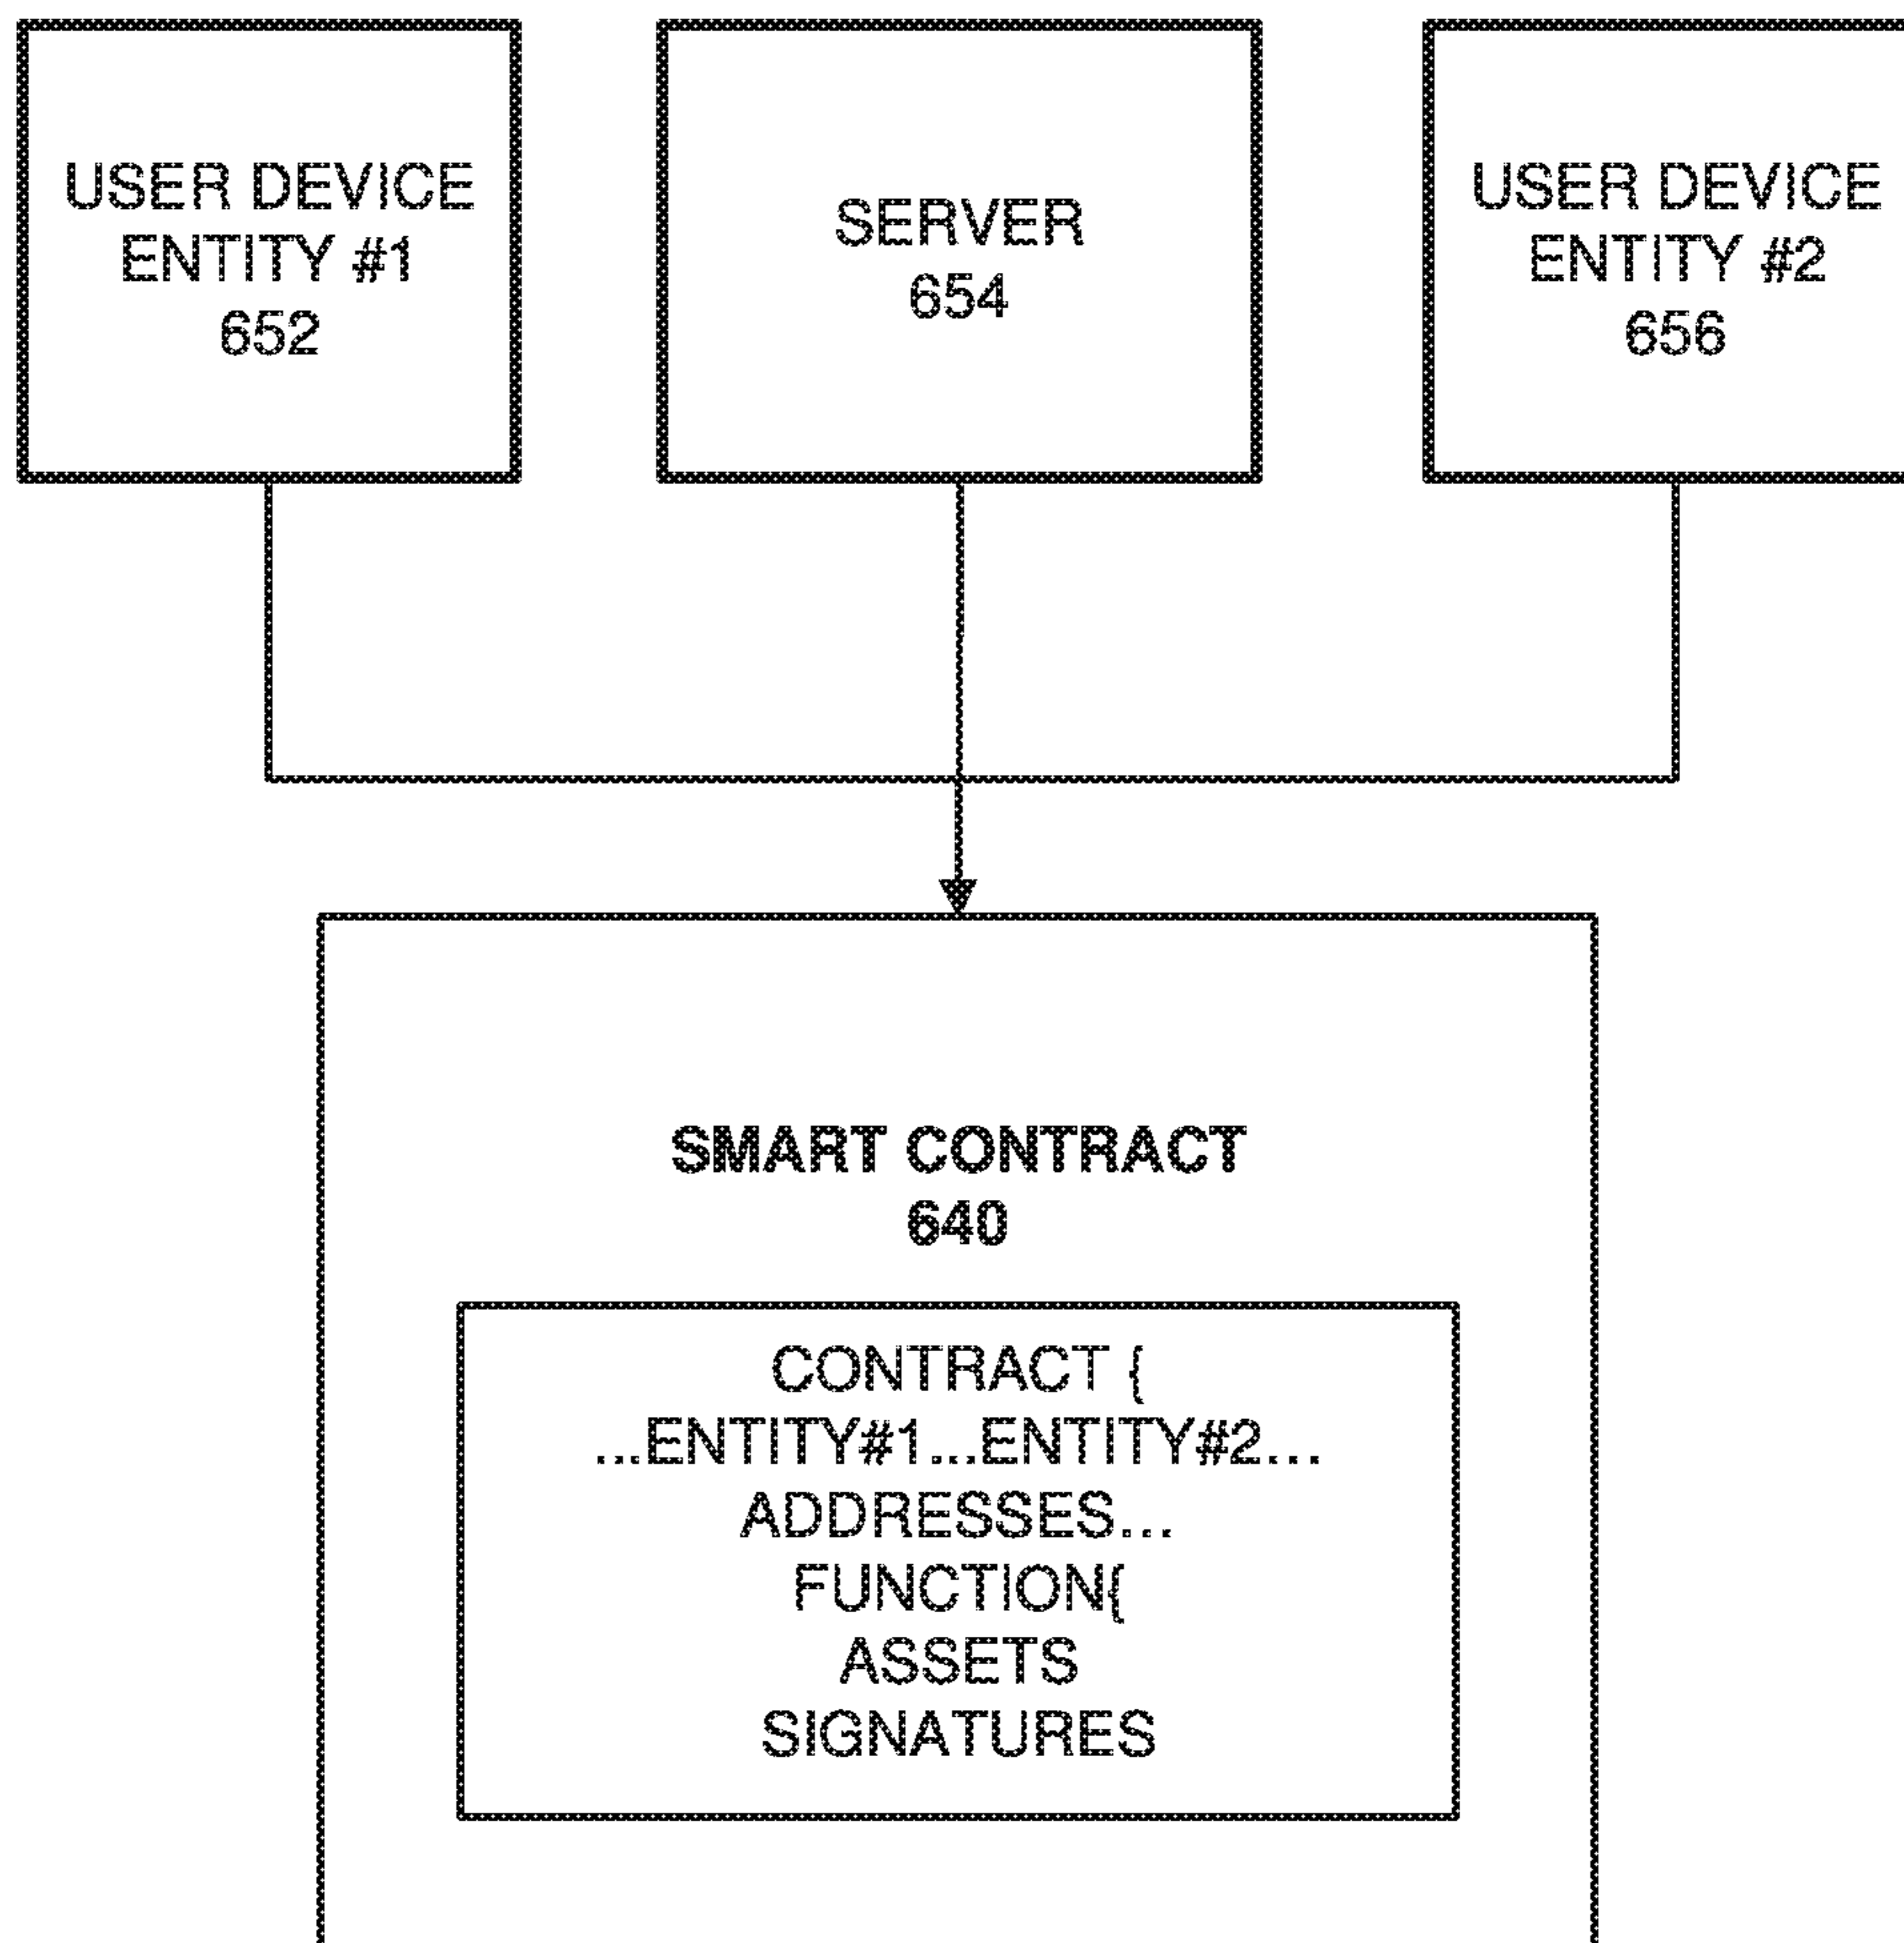 USER DEVICE
ENTITY #1
652
SERVER
654
USER DEVICE
ENTITY #2
656
SMART CONTRACT
640
CONTRACT {
...ENTITY#1...ENTITY#2...
ADDRESSES...
FUNCTION{
ASSETS
SIGNATURES